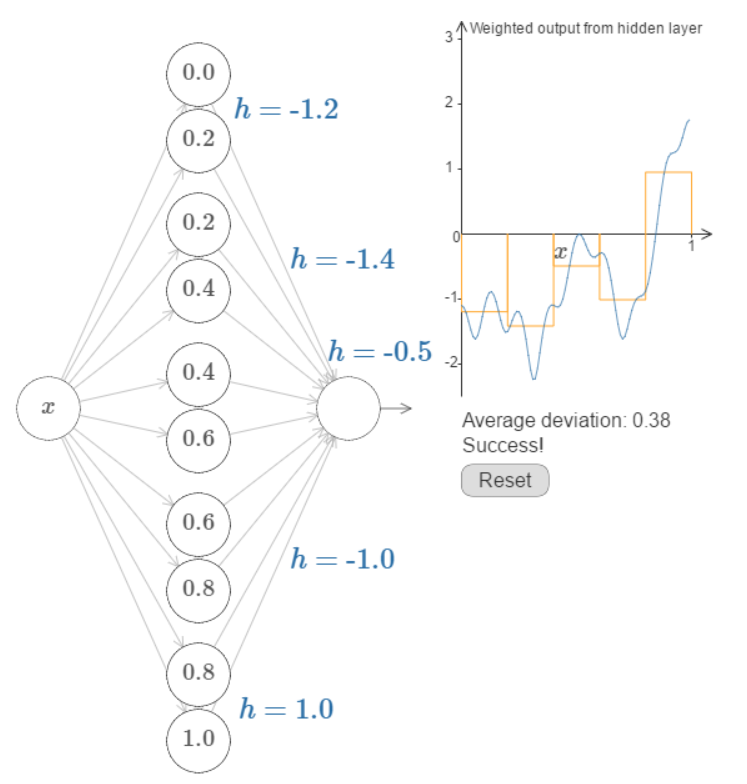 0.0
h = -1.2
0.2
0.2
h = -1.4
0.4
h = -0.5
0.4
x
0.6
0.6
h = -1.0
0.8
0.8
h = 1.0
1.0
Weighted output from hidden layer
3
2
1
0
x
1
-1
-2
Average deviation: 0.38
Success!
Reset